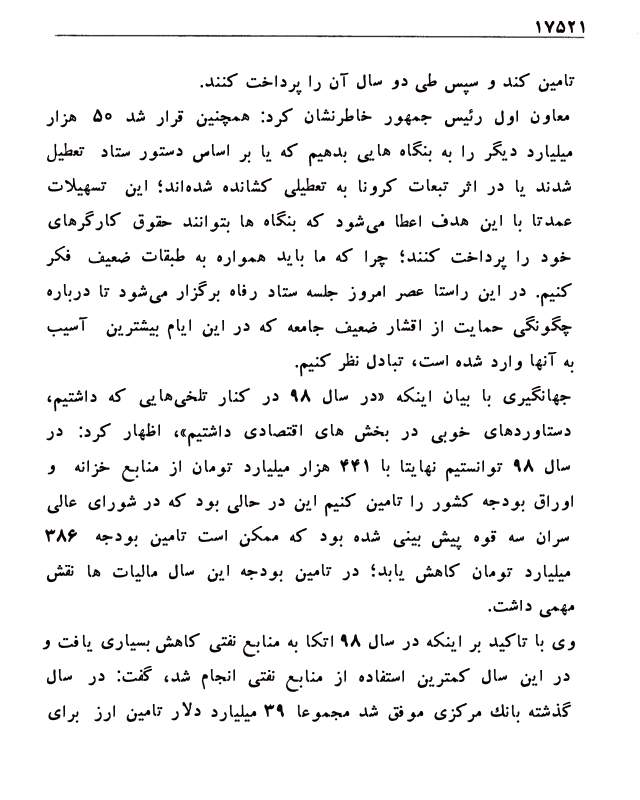 ۱۷۵۲۱
تامین کند و سپس طی دو سال آن را پرداخت کنند.
معاون اول رئیس جمهور خاطرنشان کرد: همچنین قرار شد ۵۰ هزار
میلیارد دیگر را به بنگاه هایی بدهیم که یا بر اساس دستور ستاد تعطیل
شدند یا در اثر تبعات کرونا به تعطیلی کشانده شده‌اند؛ این تسهیلات
عمدتا با این هدف اعطا می‌شود که بنگاه ها بتوانند حقوق کارگرهای
خود را پرداخت کنند؛ چرا که ما باید همواره به طبقات ضعیف فکر
کنیم. در این راستا عصر امروز جلسه ستاد رفاه برگزار می‌شود تا درباره
چگونگی حمایت از اقشار ضعیف جامعه که در این ایام بیشترین آسیب
به آنها وارد شده است، تبادل نظر کنیم.
جهانگیری با بیان اینکه «در سال ۹۸ در کنار تلخی‌هایی که داشتیم،
دستاوردهای خوبی در بخش های اقتصادی داشتیم»، اظهار کرد: در
سال ۹۸ توانستیم نهایتا با ۴۴۱ هزار میلیارد تومان از منابع خزانه و
اوراق بودجه کشور را تامین کنیم این در حالی بود که در شورای عالی
سران سه قوه پیش بینی شده بود که ممکن است تامین بودجه ۳۸۶
میلیارد تومان کاهش یابد؛ در تامین بودجه این سال مالیات ها نقش
مهمی داشت.
وی با تاکید بر اینکه در سال ۹۸ اتکا به منابع نفتی کاهش بسیاری یافت و
در این سال کمترین استفاده از منابع نفتی انجام شد، گفت: در سال
گذشته بانك مرکزی موفق شد مجموعا ۳۹ میلیارد دلار تامین ارز برای